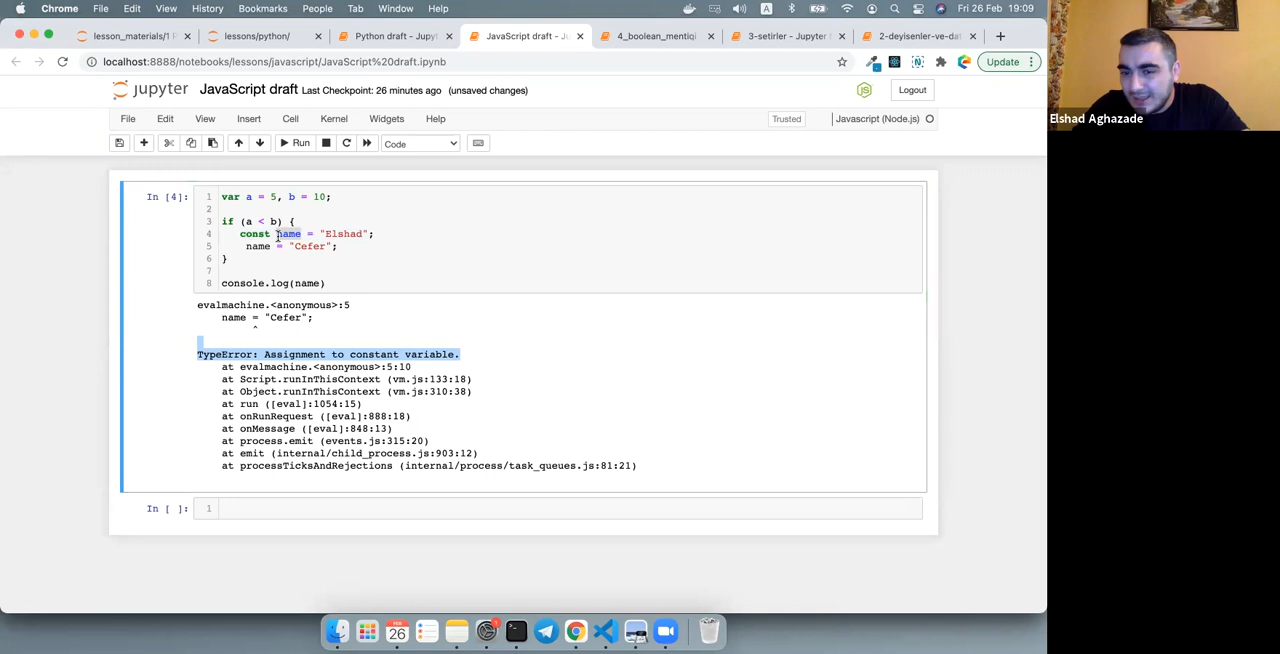 Chrome File Edit View History Bookmarks People Tab Window Help A Fri 26 Feb 19:09
lesson_materials/1 lessons/python/ Python draft - Jupyt JavaScript draft - Ju 4_boolean_mentiqi 3-setirler - Jupyter 2-deyisenler-ve-dat
localhost:8888/notebooks/lessons/javascript/JavaScript%20draft.ipynb Update
jupyter JavaScript draft Last Checkpoint: 26 minutes ago (unsaved changes) JS Logout
File Edit View Insert Cell Kernel Widgets Help Trusted Javascript (Node.js)
Run Code
In [4]: 1 var a = 5, b = 10;
2
3 if (a < b) {
4 const name = "Elshad";
5 name = "Cefer";
6 }
7
8 console.log(name)
evalmachine.<anonymous>:5
name = "Cefer";
^
TypeError: Assignment to constant variable.
at evalmachine.<anonymous>:5:10
at Script.runInThisContext (vm.js:133:18)
at Object.runInThisContext (vm.js:310:38)
at run ([eval]:1054:15)
at onRunRequest ([eval]:888:18)
at onMessage ([eval]:848:13)
at process.emit (events.js:315:20)
at emit (internal/child_process.js:903:12)
at processTicksAndRejections (internal/process/task_queues.js:81:21)
In [ ]: 1
Elshad Aghazade
FEB
26
1